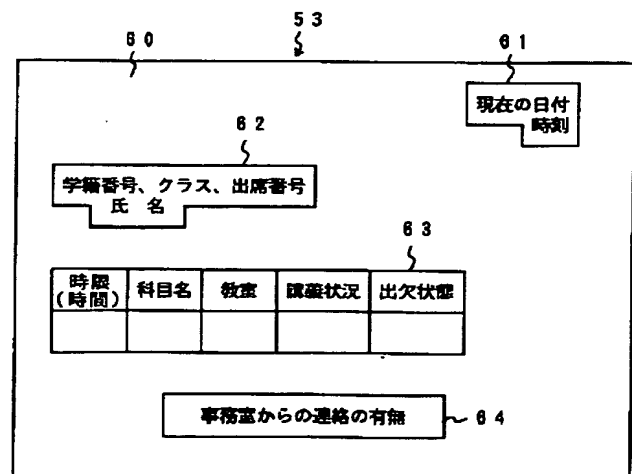 53
60
61
現在の日付
時刻
62
学籍番号、クラス、出席番号
氏 名
63
時限
(時間)
科目名
教室
講義状況
出欠状態
事務室からの連絡の有無
64